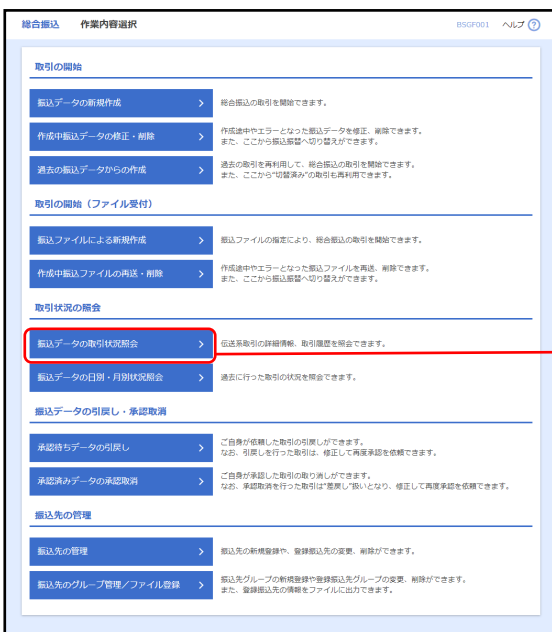 総合振込 作業内容選択 BSGF001 ヘルプ ?
取引の開始
振込データの新規作成 総合振込の取引を開始できます。
作成中振込データの修正・削除 作成途中やエラーとなった振込データを修正、削除できます。
また、ここから振込振替へ切り替えができます。
過去の振込データからの作成 過去の取引を再利用して、総合振込の取引を開始できます。
また、ここから"切替済み"の取引も再利用できます。
取引の開始（ファイル受付）
振込ファイルによる新規作成 振込ファイルの指定により、総合振込の取引を開始できます。
作成中振込ファイルの再送・削除 作成途中やエラーとなった振込ファイルを再送、削除できます。
また、ここから振込振替へ切り替えができます。
取引状況の照会
振込データの取引状況照会 伝送系取引の詳細情報、取引履歴を照会できます。
振込データの日別・月別状況照会 過去に行った取引の状況を照会できます。
振込データの引戻し・承認取消
承認待ちデータの引戻し ご自身が依頼した取引の引戻しができます。
なお、引戻しを行った取引は、修正して再度承認を依頼できます。
承認済みデータの承認取消 ご自身が承認した取引の取り消しができます。
なお、承認取消を行った取引は"差戻し"扱いとなり、修正して再度承認を依頼できます。
振込先の管理
振込先の管理 振込先の新規登録や、登録振込先の変更、削除ができます。
振込先のグループ管理／ファイル登録 振込先グループの新規登録や登録振込先グループの変更、削除ができます。
また、登録振込先の情報をファイルに出力できます。